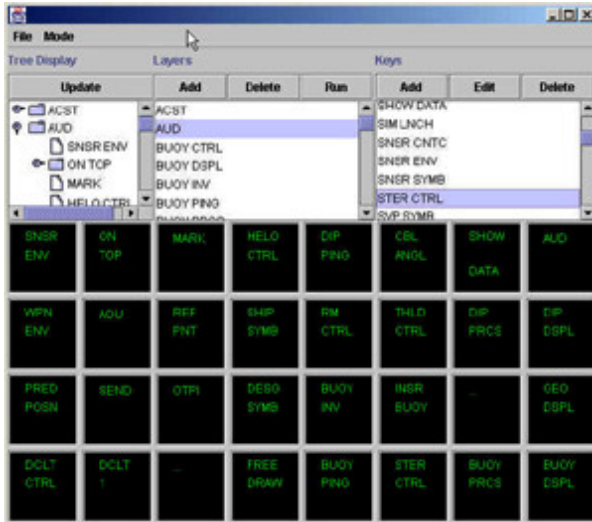 File Mode
Tree Display Layers Keys
Update Add Delete Run Add Edit Delete
ACST
AUD
SNSR ENV
ON TOP
MARK
HELO CTRL
ACST
AUD
BUOY CTRL
BUOY DSPL
BUOY INV
BUOY PING
BUOY PRCS
SHOW DATA
SIM LNCH
SNSR CNTC
SNSR ENV
SNSR SYMB
STER CTRL
SVP SYMB
SNSR ON MARK HELO DIP CBL SHOW AUD
ENV TOP CTRL PING ANGL
DATA
WPN AOU REF SHIP RM THLD DIP DIP
ENV PNT SYMB CTRL CTRL PRCS DSPL
PRED SEND OTPI DESG BUOY INSR GEO
POSN SYMB INV BUOY DSPL
DCLT DCLT FREE BUOY STER BUOY BUOY
CTRL 1 DRAW PING CTRL PRCS DSPL